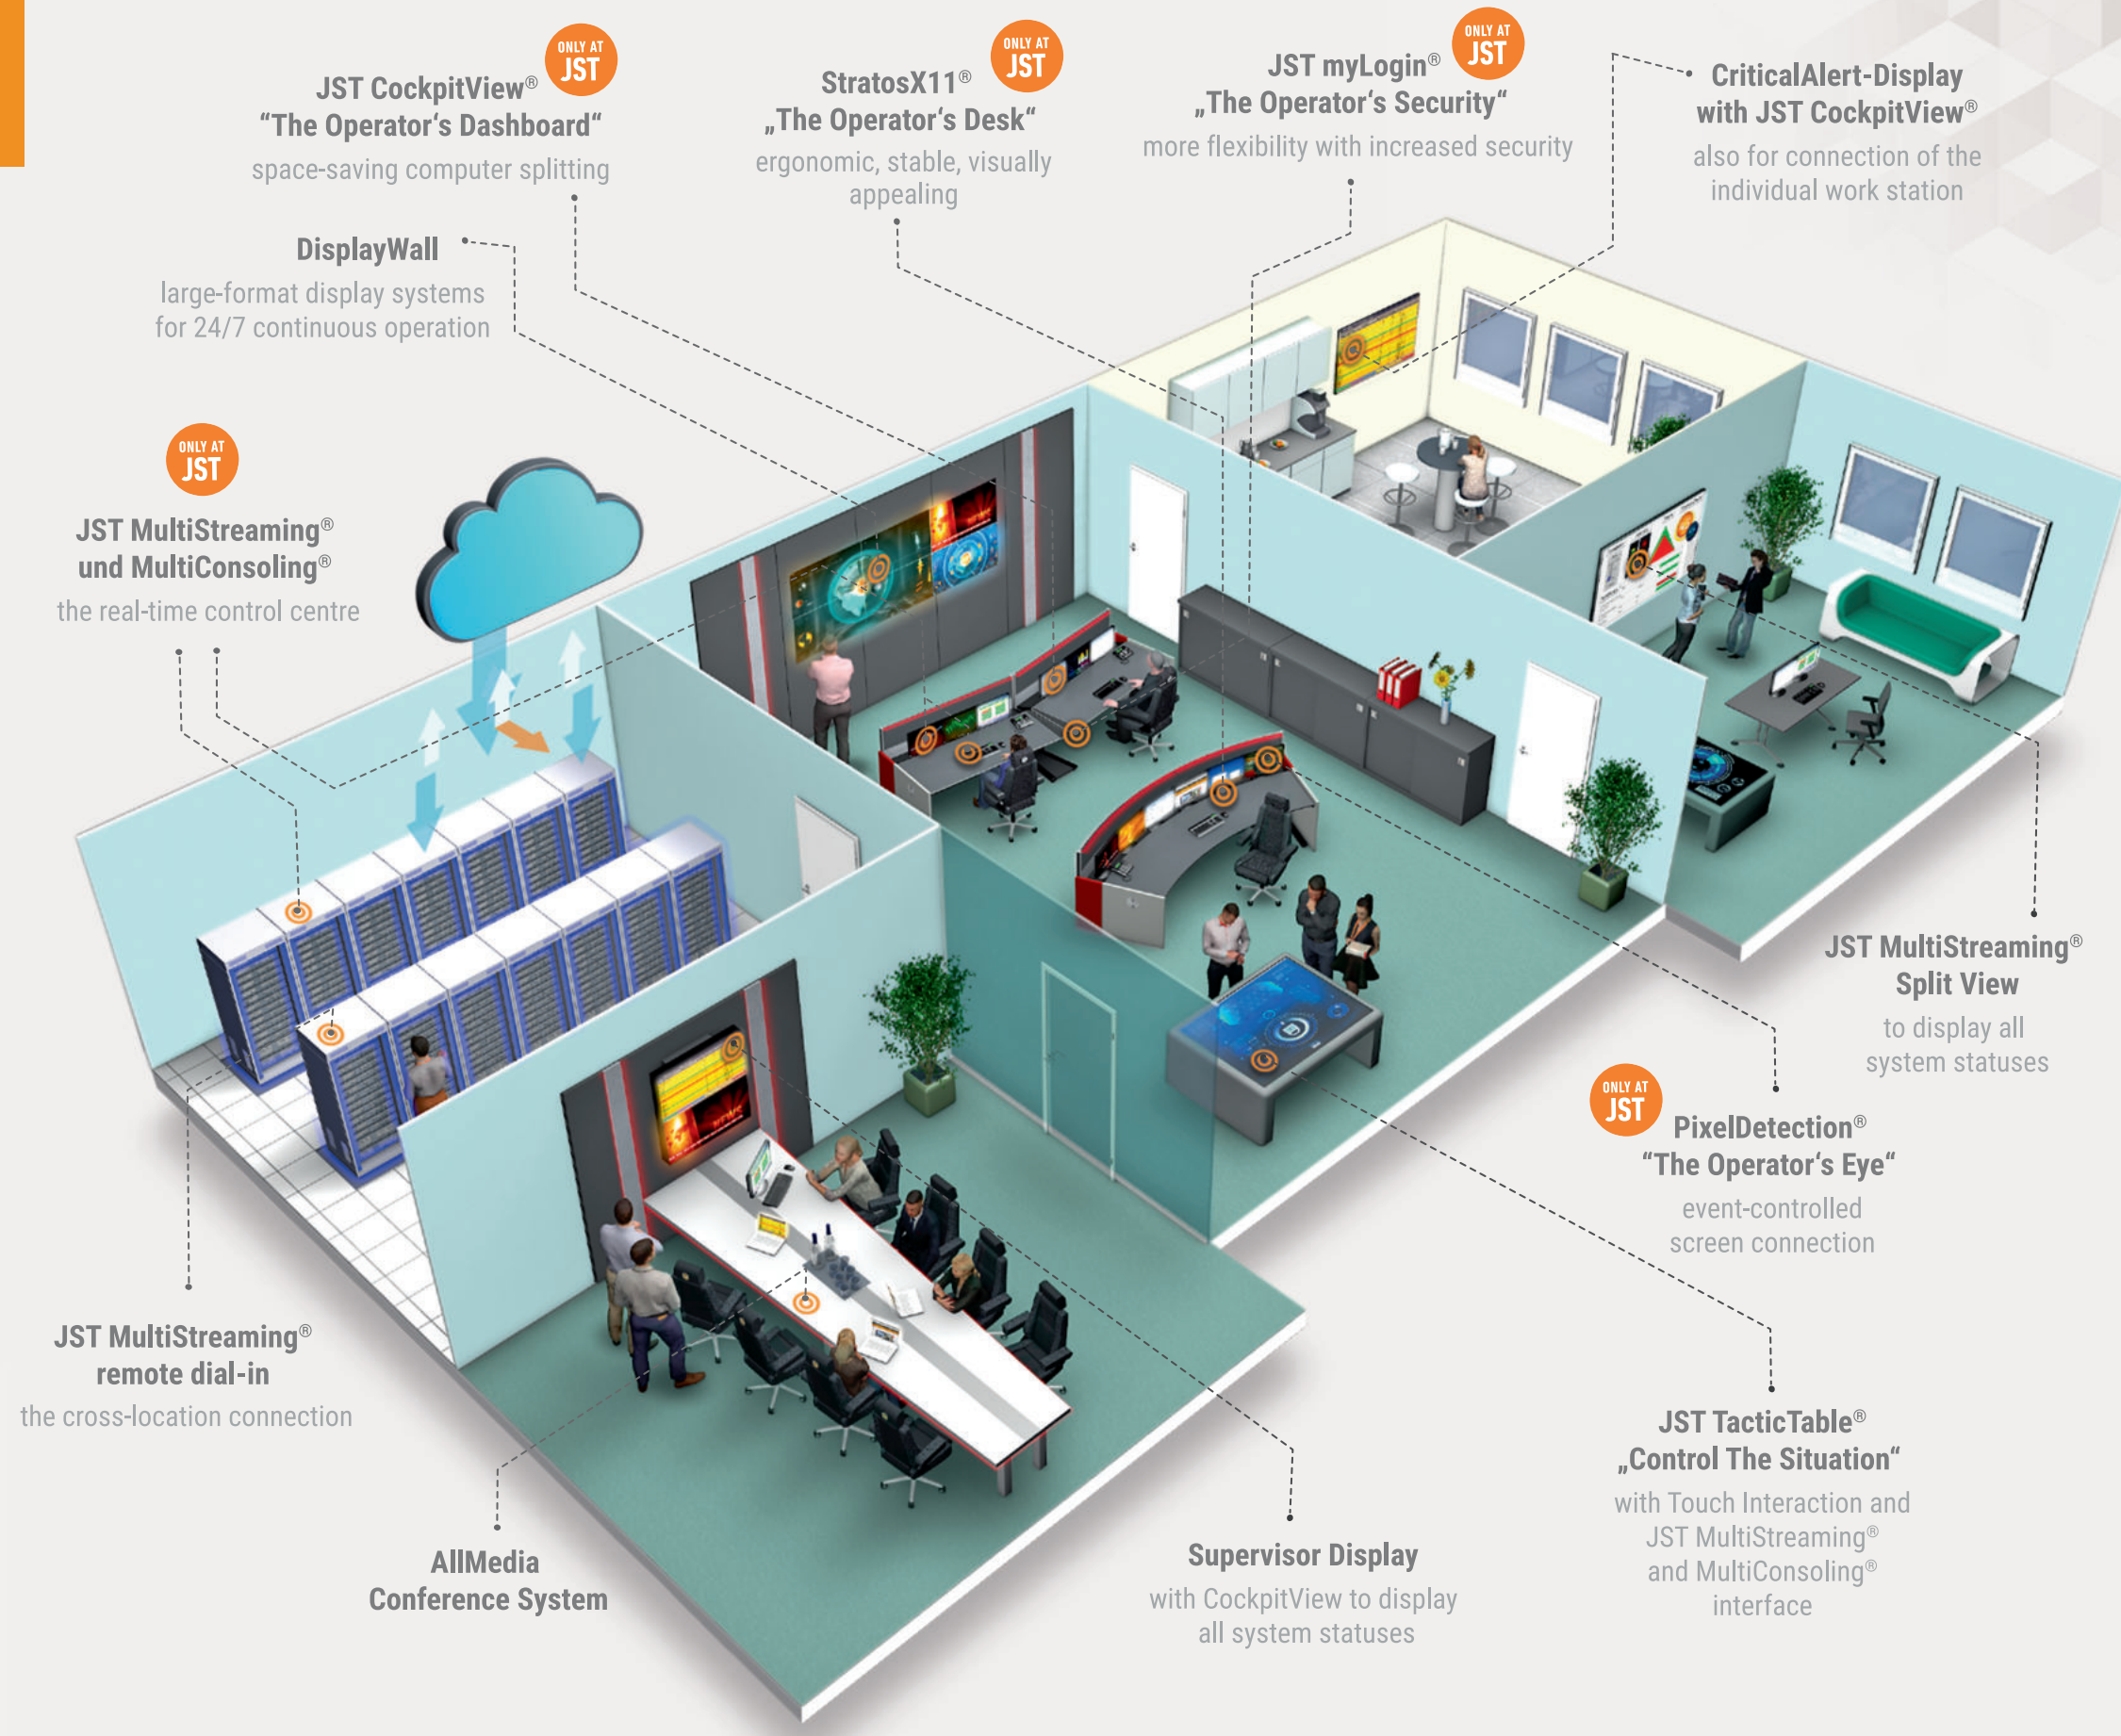 ONLY AT
JST
JST CockpitView®
“The Operator‘s Dashboard“
space-saving computer splitting
ONLY AT
JST
StratosX11®
„The Operator‘s Desk“
ergonomic, stable, visually
appealing
ONLY AT
JST
JST myLogin®
„The Operator‘s Security“
more flexibility with increased security
CriticalAlert-Display
with JST CockpitView®
also for connection of the
individual work station
DisplayWall
large-format display systems
for 24/7 continuous operation
ONLY AT
JST
JST MultiStreaming®
und MultiConsoling®
the real-time control centre
JST MultiStreaming®
Split View
to display all
system statuses
ONLY AT
JST
PixelDetection®
“The Operator‘s Eye“
event-controlled
screen connection
JST MultiStreaming®
remote dial-in
the cross-location connection
JST TacticTable®
„Control The Situation“
with Touch Interaction and
JST MultiStreaming®
and MultiConsoling®
interface
AllMedia
Conference System
Supervisor Display
with CockpitView to display
all system statuses